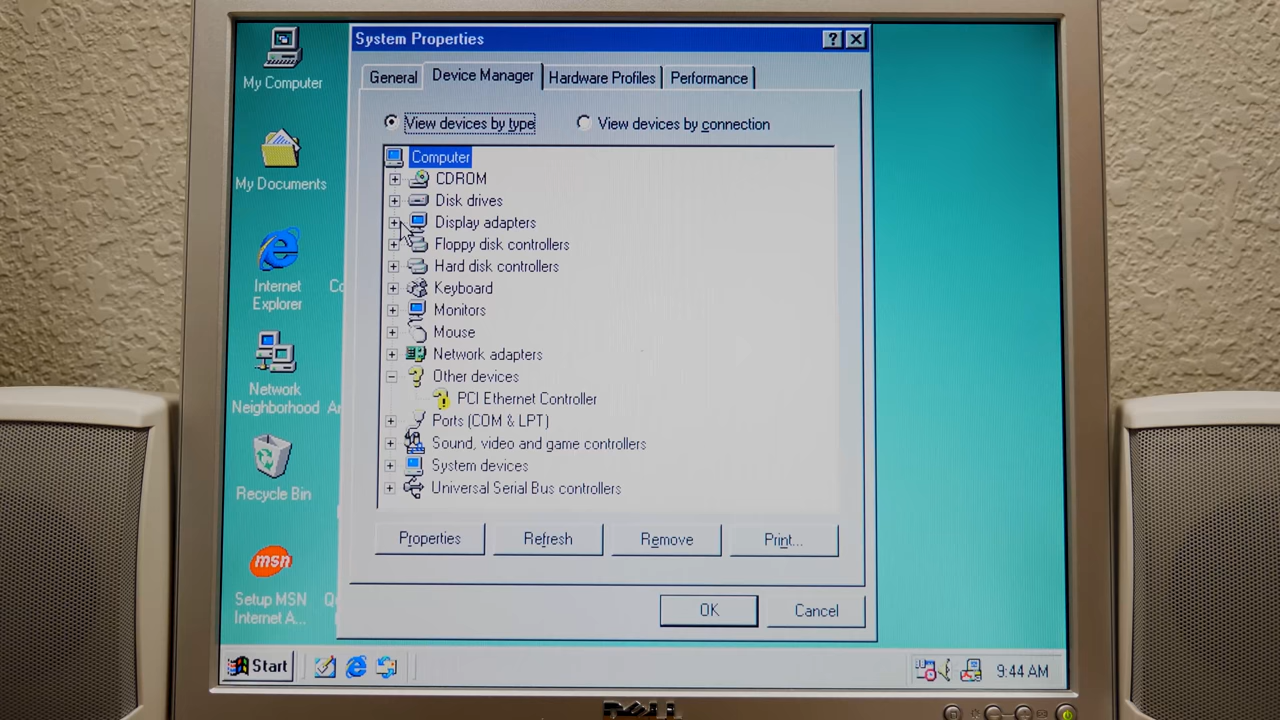 System Properties
General
Device Manager
Hardware Profiles
Performance
View devices by type
View devices by connection
Computer
CDROM
Disk drives
Display adapters
Floppy disk controllers
Hard disk controllers
Keyboard
Monitors
Mouse
Network adapters
Other devices
PCI Ethernet Controller
Ports (COM & LPT)
Sound, video and game controllers
System devices
Universal Serial Bus controllers
Properties
Refresh
Remove
Print...
OK
Cancel
My Computer
My Documents
Internet
Explorer
Network
Neighborhood
Recycle Bin
msn
Setup MSN
Internet A...
Start
9:44 AM
DELL